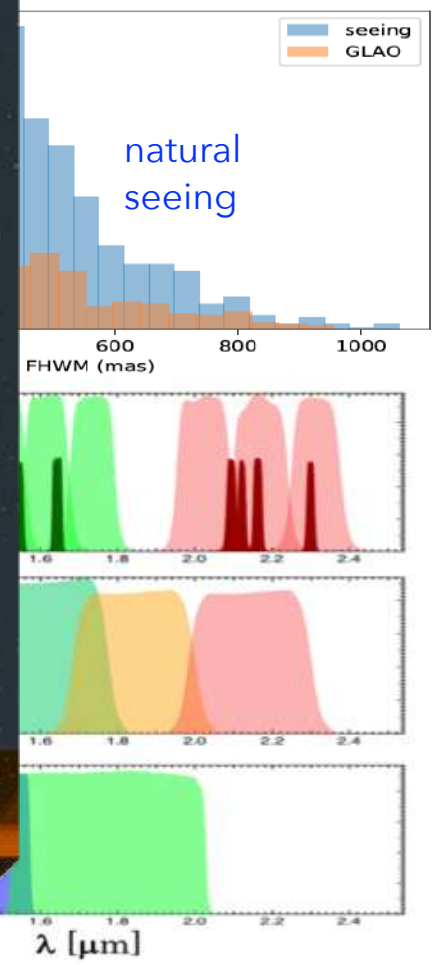 seeing
GLAO
natural
seeing
600 800 1000
FHWM (mas)
1.6 1.8 2.0 2.2 2.4
1.6 1.8 2.0 2.2 2.4
1.6 1.8 2.0 2.2 2.4
λ [μm]